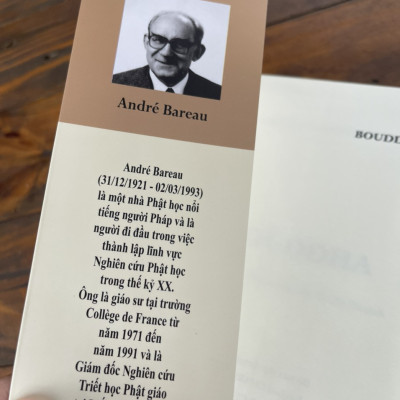 André Bareau
André Bareau
(31/12/1921 - 02/03/1993)
là một nhà Phật học nổi
tiếng người Pháp và là
người đi đầu trong việc
thành lập lĩnh vực
Nghiên cứu Phật học
trong thế kỷ XX.
Ông là giáo sư tại trường
Collège de France từ
năm 1971 đến
năm 1991 và là
Giám đốc Nghiên cứu
Triết học Phật giáo